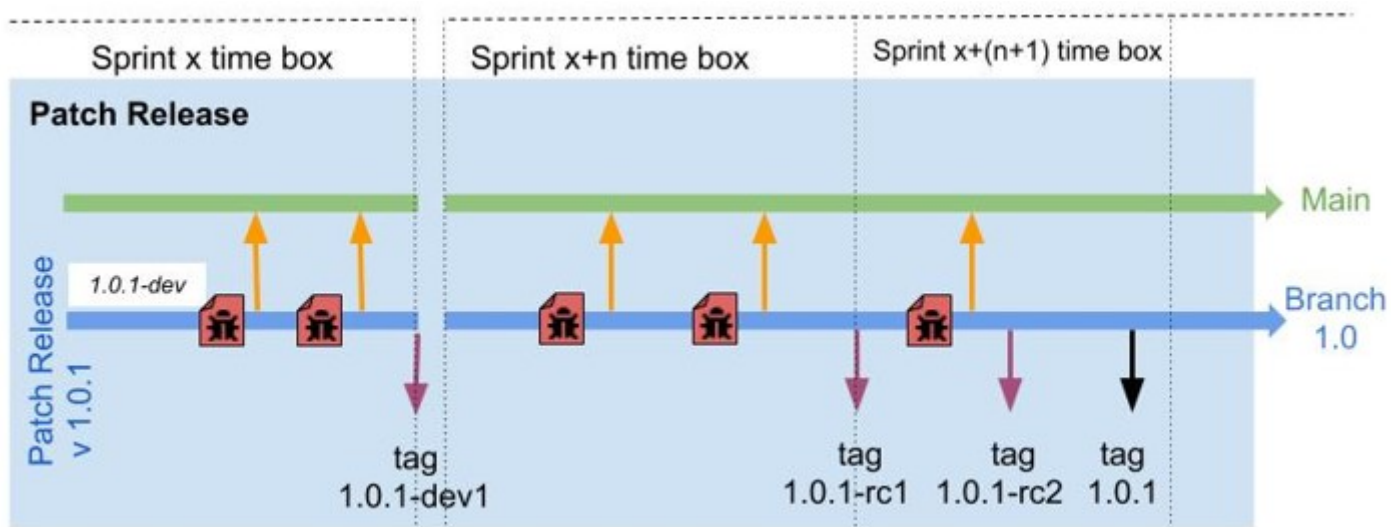 Sprint x time box
Sprint x+n time box
Sprint x+(n+1) time box
Patch Release
Main
1.0.1-dev
Branch
1.0
Patch Release
v 1.0.1
tag
1.0.1-dev1
tag
1.0.1-rc1
tag
1.0.1-rc2
tag
1.0.1